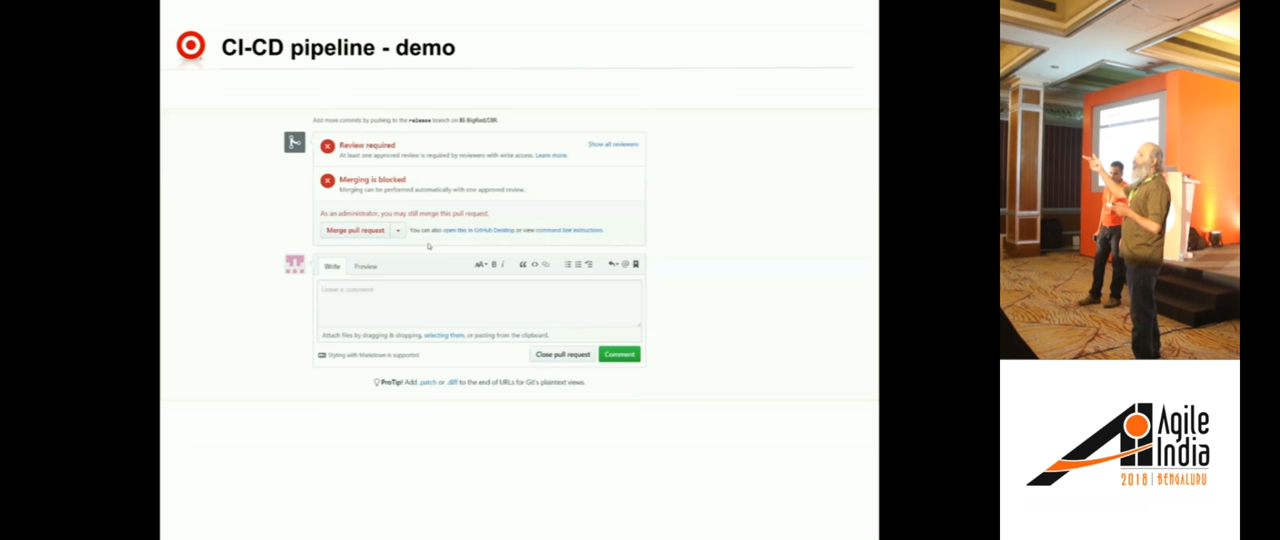 CI-CD pipeline - demo
Add more commits by pushing to the release branch on
Review required
Show all reviewers
At least one approved review is required by reviewers with write access. Learn more.
Merging is blocked
Merging can be performed automatically with one approved review.
As an administrator, you may still merge this pull request.
Merge pull request
You can also open this in GitHub Desktop or view command line instructions.
Write Preview
AA B i
Leave a comment
Attach files by dragging & dropping, selecting them, or pasting from the clipboard.
Styling with Markdown is supported
Close pull request Comment
ProTip! Add .patch or .diff to the end of URLs for Git's plaintext views.
Agile
India
2018 | BENGALURU